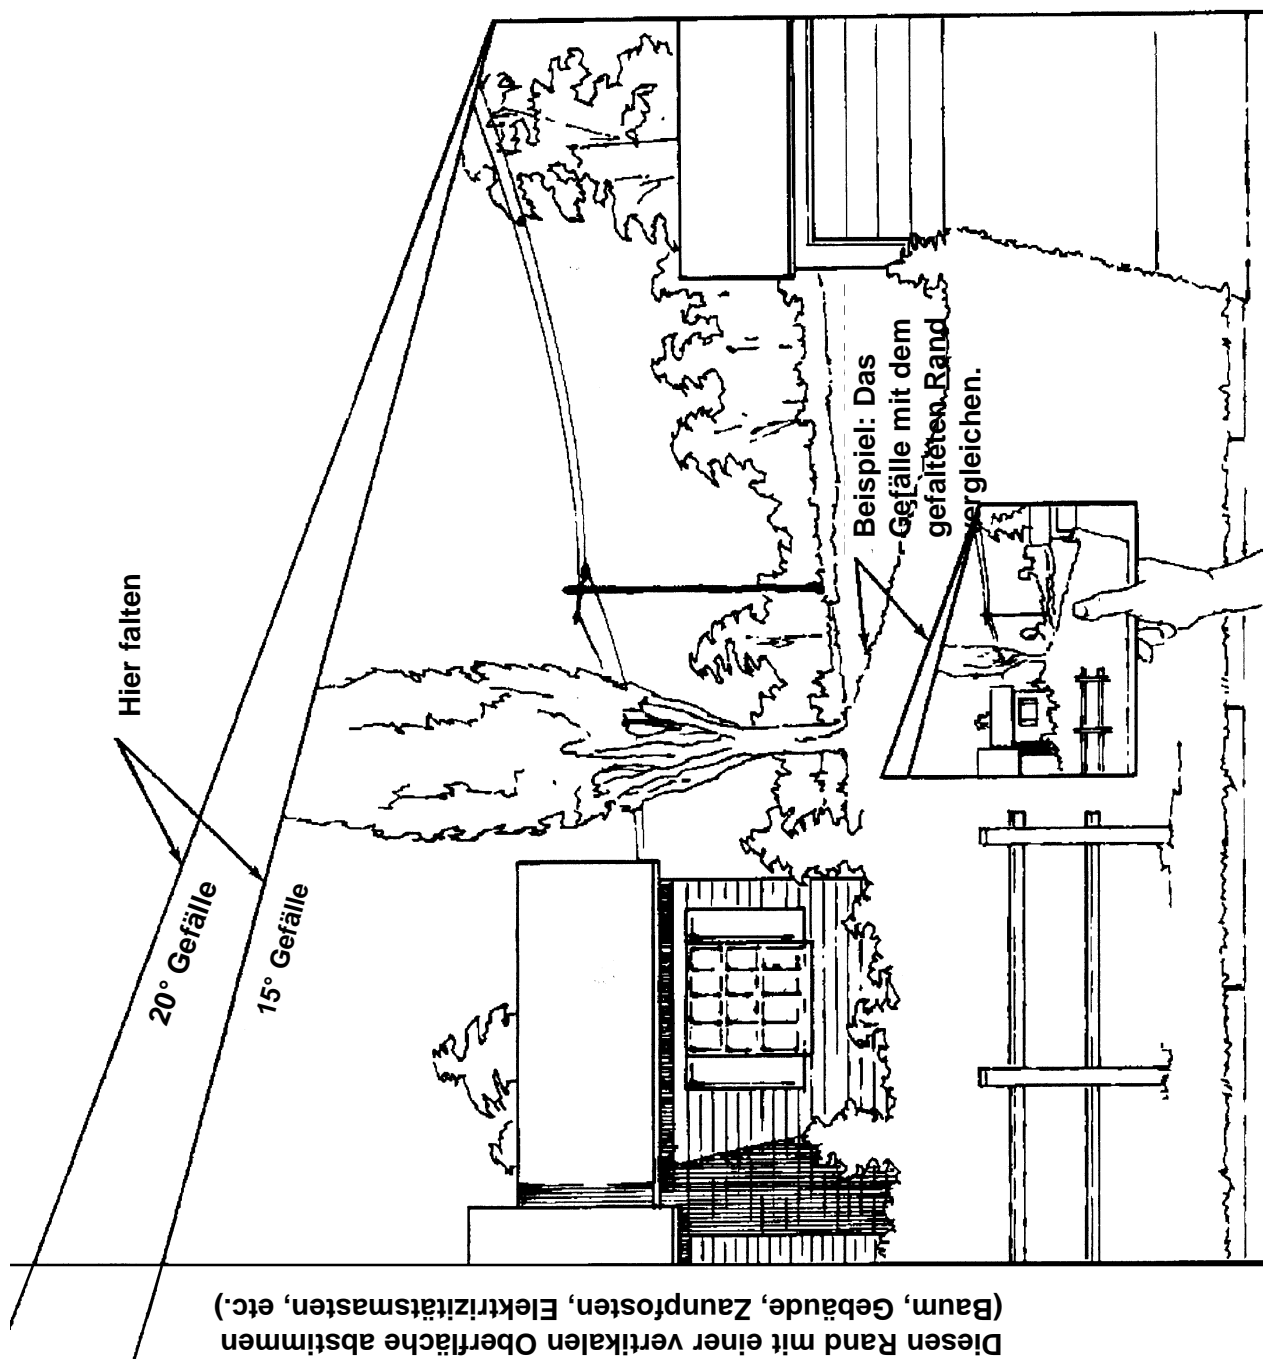 Hier falten
20° Gefälle
15° Gefälle
Beispiel: Das
Gefälle mit dem
gefalteten Rand
vergleichen.
Diesen Rand mit einer vertikalen Oberfläche abstimmen
(Baum, Gebäude, Zaunpfosten, Elektrizitätsmasten, etc.)